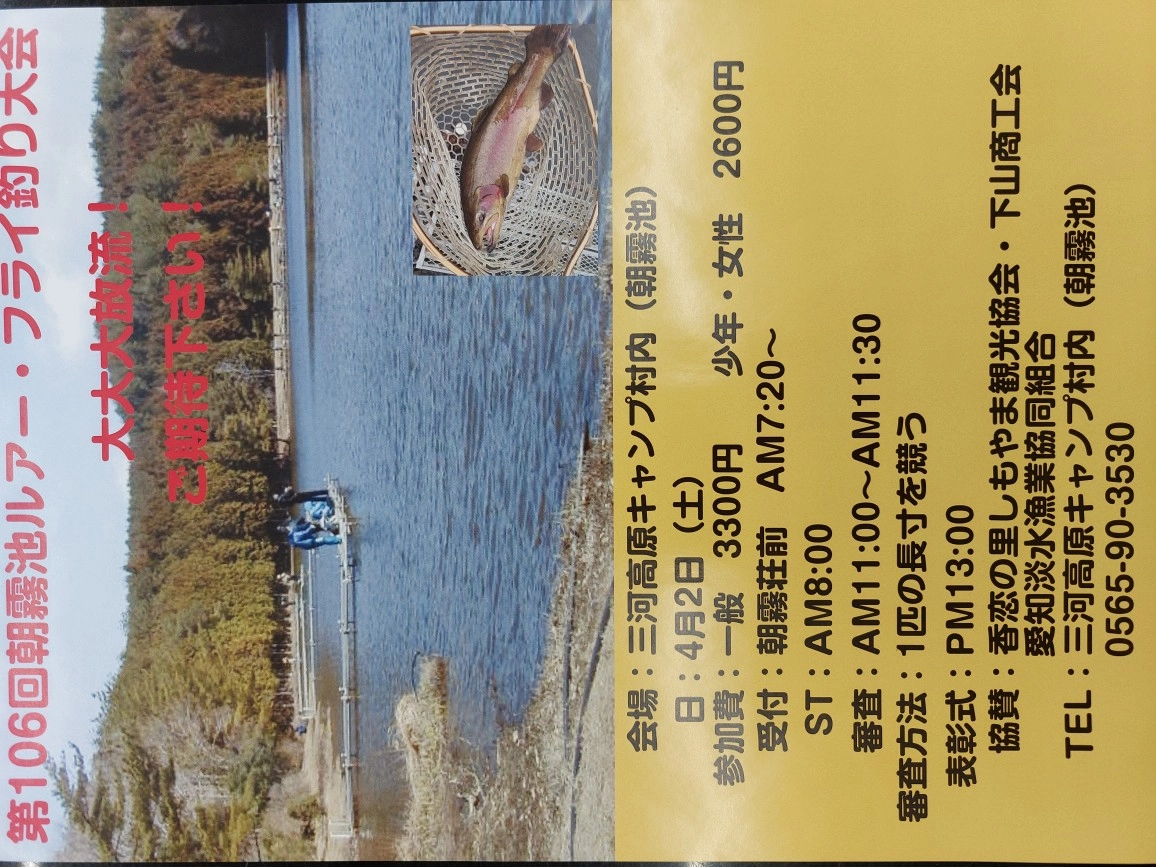 第106回朝霧池ルアー・フライ釣り大会
大大大放流！
ご期待下さい！
会場：三河高原キャンプ村内（朝霧池）
日：4月2日（土）
参加費：一般 3300円 少年・女性 2600円
受付：朝霧荘前 AM7:20～
ST：AM8:00
審査：AM11:00～AM11:30
審査方法：1匹の長寸を競う
表彰式：PM13:00
協賛：香恋の里しもやま観光協会・下山商工会
愛知淡水漁業協同組合
TEL：三河高原キャンプ村内（朝霧池）
0565-90-3530